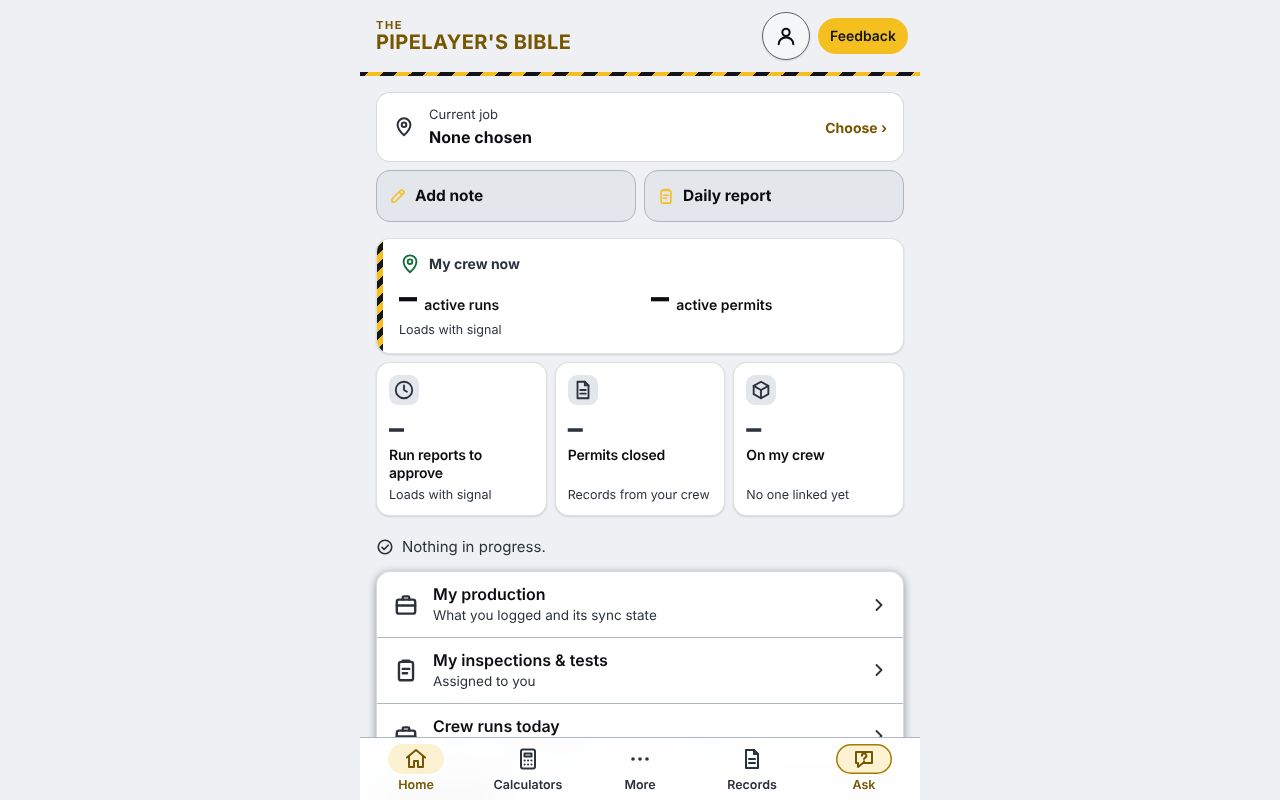 THE
PIPELAYER'S BIBLE
Feedback
Current job
None chosen
Choose ›
Add note
Daily report
My crew now
— active runs
— active permits
Loads with signal
—
Run reports to
approve
Loads with signal
—
Permits closed
Records from your crew
—
On my crew
No one linked yet
Nothing in progress.
My production
What you logged and its sync state
My inspections & tests
Assigned to you
Crew runs today
Home
Calculators
More
Records
Ask